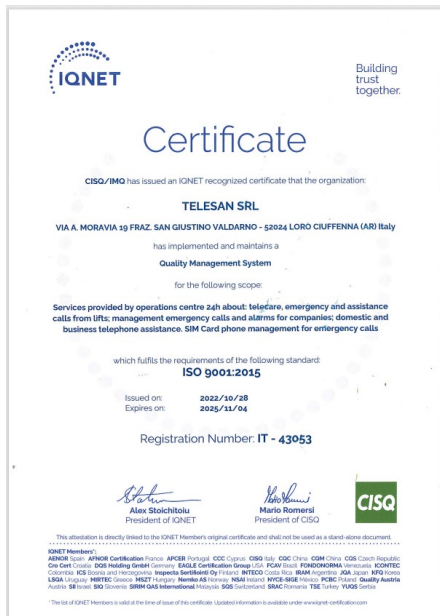 IQNET
Building
trust
together.
Certificate
CISQ/IMQ has issued an IQNET recognized certificate that the organization:
TELESAN SRL
VIA A. MORAVIA 19 FRAZ. SAN GIUSTINO VALDARNO - 52024 LORO CIUFFENNA (AR) Italy
has implemented and maintains a
Quality Management System
for the following scope:
Services provided by operations centre 24h about: telecare, emergency and assistance
calls from lifts; management emergency calls and alarms for companies; domestic and
business telephone assistance. SIM Card phone management for emergency calls
which fulfils the requirements of the following standard:
ISO 9001:2015
Issued on: 2022/10/28
Expires on: 2025/11/04
Registration Number: IT - 43053
Alex Stoichitoiu
President of IQNET
Mario Romersi
President of CISQ
CISQ
This attestation is directly linked to the IQNET Member's original certificate and shall not be used as a stand-alone document.
IQNET Members*:
AENOR Spain AFNOR Certification France APCER Portugal CCC Cyprus CISQ Italy CQC China CQM China CQS Czech Republic
Cro Cert Croatia DQS Holding GmbH Germany EAGLE Certification Group USA FCAV Brazil FONDONORMA Venezuela ICONTEC
Colombia ICS Bosnia and Herzegovina Inspecta Sertifiointi Oy Finland INTECO Costa Rica IRAM Argentina JQA Japan KFQ Korea
LSQA Uruguay MIRTEC Greece MSZT Hungary Nemko AS Norway NSAI Ireland NYCE-SIGE México PCBC Poland Quality Austria
Austria SII Israel SIQ Slovenia SIRIM QAS International Malaysia SQS Switzerland SRAC Romania TSE Turkey YUQS Serbia
*The list of IQNET Members is valid at the time of issue of this certificate. Updated information is available under www.iqnet-certification.com